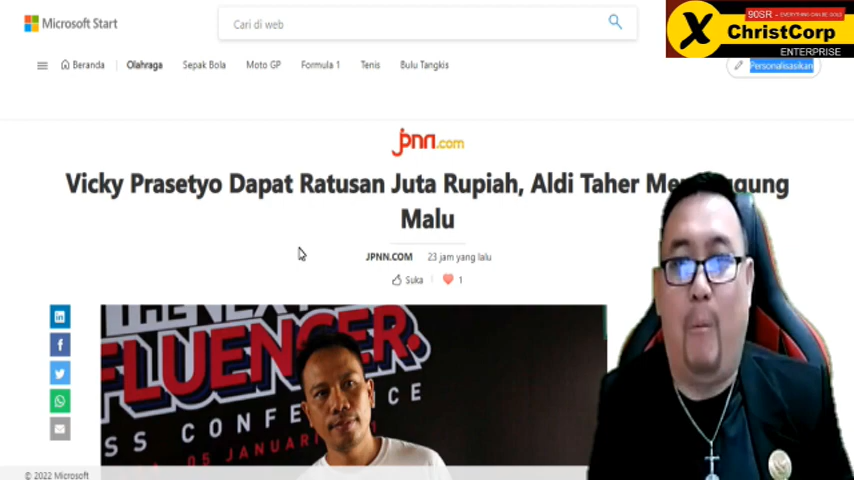 Microsoft Start
Cari di web
90SR - EVERYTHING CAN BE GOLD
X ChristCorp
ENTERPRISE
Beranda
Olahraga
Sepak Bola
Moto GP
Formula 1
Tenis
Bulu Tangkis
Personalisasikan
jpnn.com
Vicky Prasetyo Dapat Ratusan Juta Rupiah, Aldi Taher
Malu
JPNN.COM 23 jam yang lalu
Suka
1
FLUENCER.
SS CONFERENCE
05 JANUARI
© 2022 Microsoft